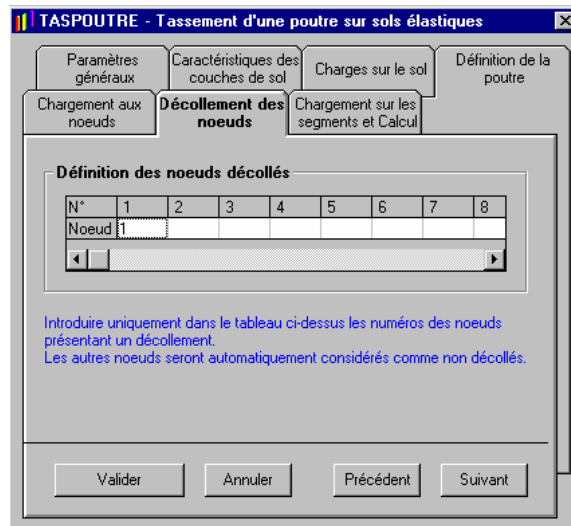 TASPOUTRE - Tassement d'une poutre sur sols élastiques
Paramètres généraux
Caractéristiques des couches de sol
Charges sur le sol
Définition de la poutre
Chargement aux noeuds
Décollement des noeuds
Chargement sur les segments et Calcul
Définition des noeuds décollés
N° 1 2 3 4 5 6 7 8
Noeud 1
Introduire uniquement dans le tableau ci-dessus les numéros des noeuds
présentant un décollement.
Les autres noeuds seront automatiquement considérés comme non décollés.
Valider Annuler Précédent Suivant